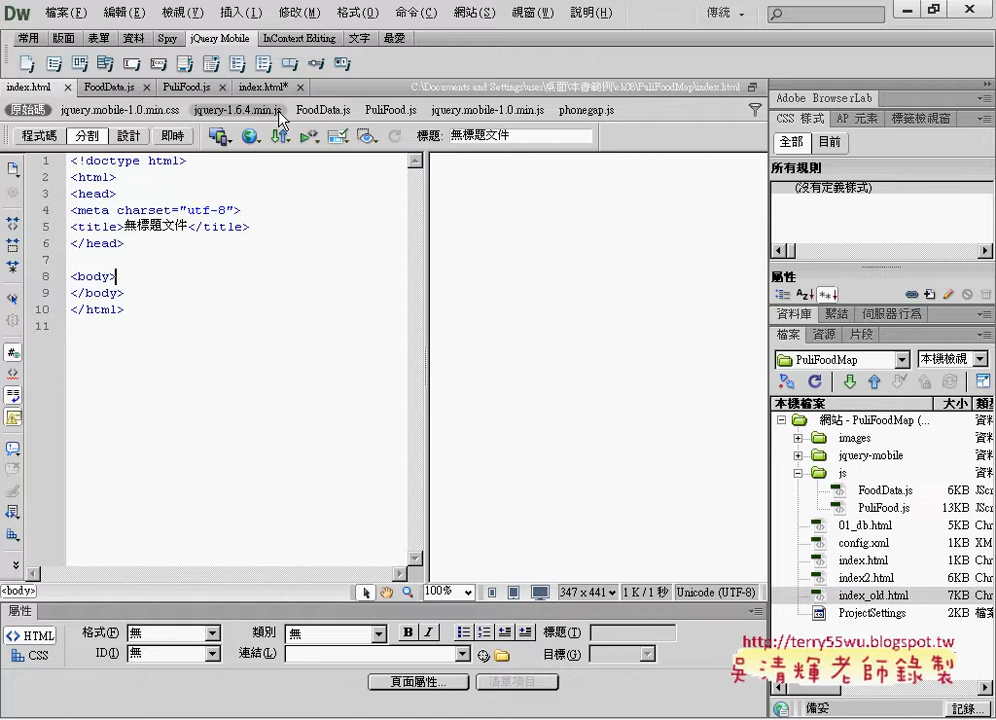 Dw 檔案(F) 編輯(E) 檢視(V) 插入(I) 修改(M) 格式(O) 命令(C) 網站(S) 視窗(W) 說明(H) 傳統
常用 版面 表單 資料 Spry jQuery Mobile InContext Editing 文字 最愛
index.html FoodData.js PuliFood.js index.html* C:\Documents and Settings\user\桌面\本書範例\ch08\PuliFoodMap\index.html
原始碼 jquery.mobile-1.0.min.css jquery-1.6.4.min.js FoodData.js PuliFood.js jquery.mobile-1.0.min.js phonegap.js
程式碼 分割 設計 即時 標題: 無標題文件
1 <!doctype html>
2 <html>
3 <head>
4 <meta charset="utf-8">
5 <title>無標題文件</title>
6 </head>
7
8 <body>
9 </body>
10 </html>
11
<body> 100% 347 x 441 1 K / 1 秒 Unicode (UTF-8)
屬性
<> HTML 格式(F) 無 類別 無 B I 標題(T)
CSS ID(I) 無 連結(L) 目標(G)
頁面屬性... 清單項目...
Adobe BrowserLab
CSS 樣式 AP 元素 標籤檢視窗
全部 目前
所有規則
(沒有定義樣式)
屬性
資料庫 繫結 伺服器行為
檔案 資源 片段
PuliFoodMap 本機檢視
本機檔案 大小 類型
網站 - PuliFoodMap (...
images
jquery-mobile
js
FoodData.js 6KB JScr
PuliFood.js 13KB JScr
01_db.html 5KB Chr
config.xml 1KB XM
index.html 1KB Chr
index2.html 6KB Chr
index_old.html 7KB Chr
ProjectSettings 2KB 檔案
http://terry55wu.blogspot.tw
吳清輝老師錄製
備妥 記錄...